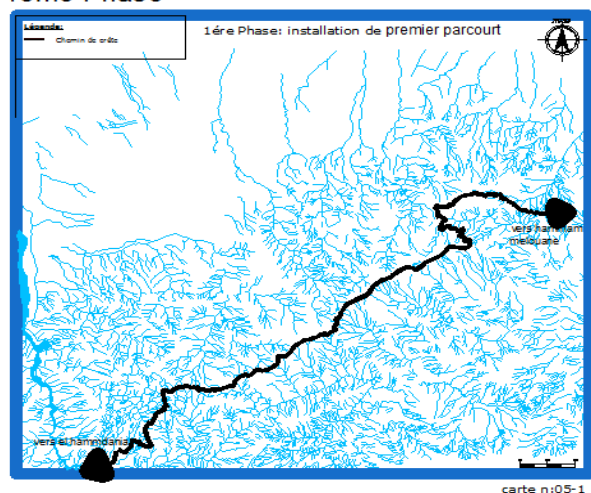 Légende:
Chemin de crête
1ére Phase: installation de premier parcourt
vers hammam
melouane
vers el hammdania
carte n:05-1